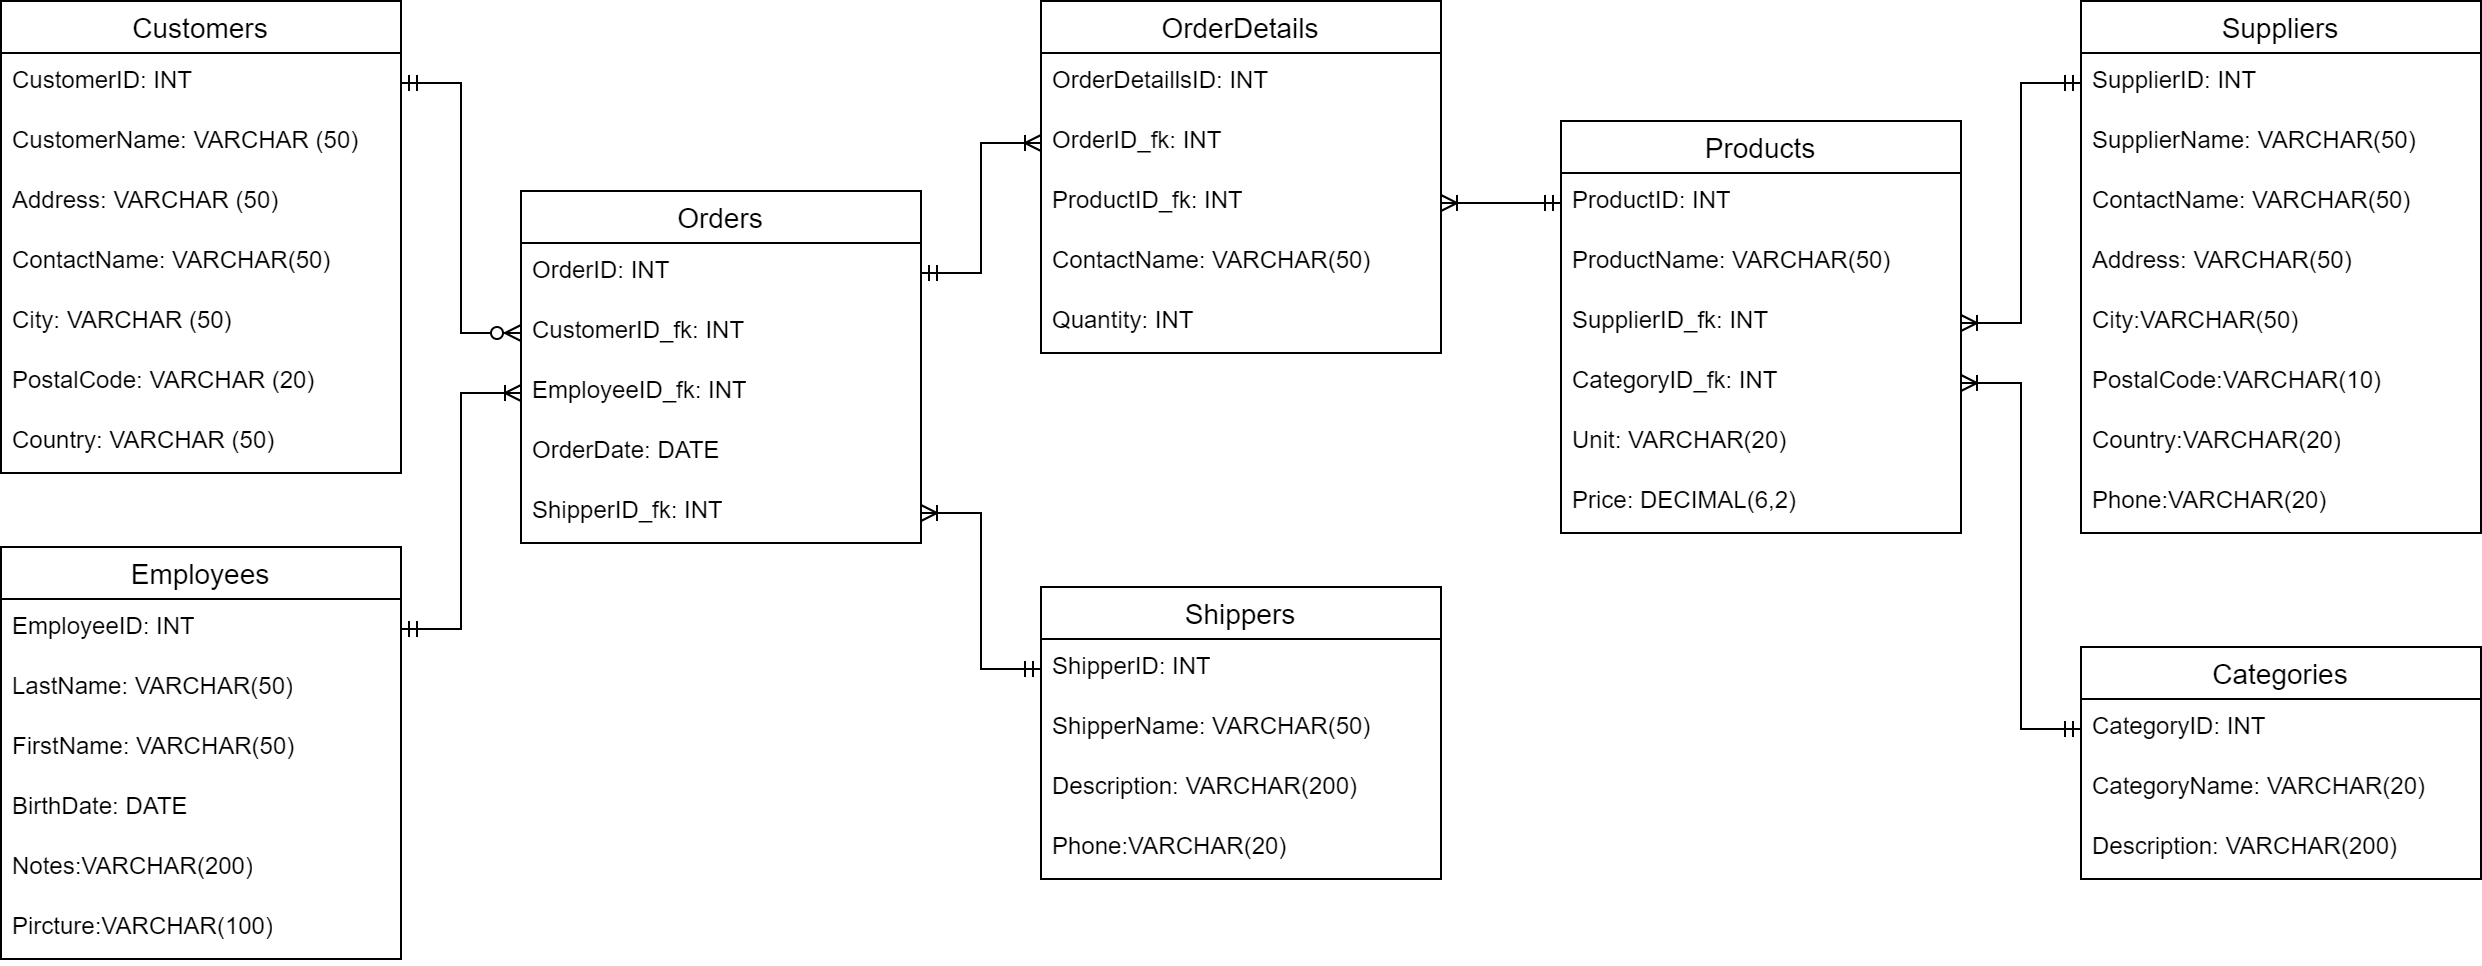 Customers
CustomerID: INT
CustomerName: VARCHAR (50)
Address: VARCHAR (50)
ContactName: VARCHAR(50)
City: VARCHAR (50)
PostalCode: VARCHAR (20)
Country: VARCHAR (50)
Employees
EmployeeID: INT
LastName: VARCHAR(50)
FirstName: VARCHAR(50)
BirthDate: DATE
Notes:VARCHAR(200)
Pircture:VARCHAR(100)
Orders
OrderID: INT
CustomerID_fk: INT
EmployeeID_fk: INT
OrderDate: DATE
ShipperID_fk: INT
OrderDetails
OrderDetaillsID: INT
OrderID_fk: INT
ProductID_fk: INT
ContactName: VARCHAR(50)
Quantity: INT
Shippers
ShipperID: INT
ShipperName: VARCHAR(50)
Description: VARCHAR(200)
Phone:VARCHAR(20)
Products
ProductID: INT
ProductName: VARCHAR(50)
SupplierID_fk: INT
CategoryID_fk: INT
Unit: VARCHAR(20)
Price: DECIMAL(6,2)
Suppliers
SupplierID: INT
SupplierName: VARCHAR(50)
ContactName: VARCHAR(50)
Address: VARCHAR(50)
City:VARCHAR(50)
PostalCode:VARCHAR(10)
Country:VARCHAR(20)
Phone:VARCHAR(20)
Categories
CategoryID: INT
CategoryName: VARCHAR(20)
Description: VARCHAR(200)